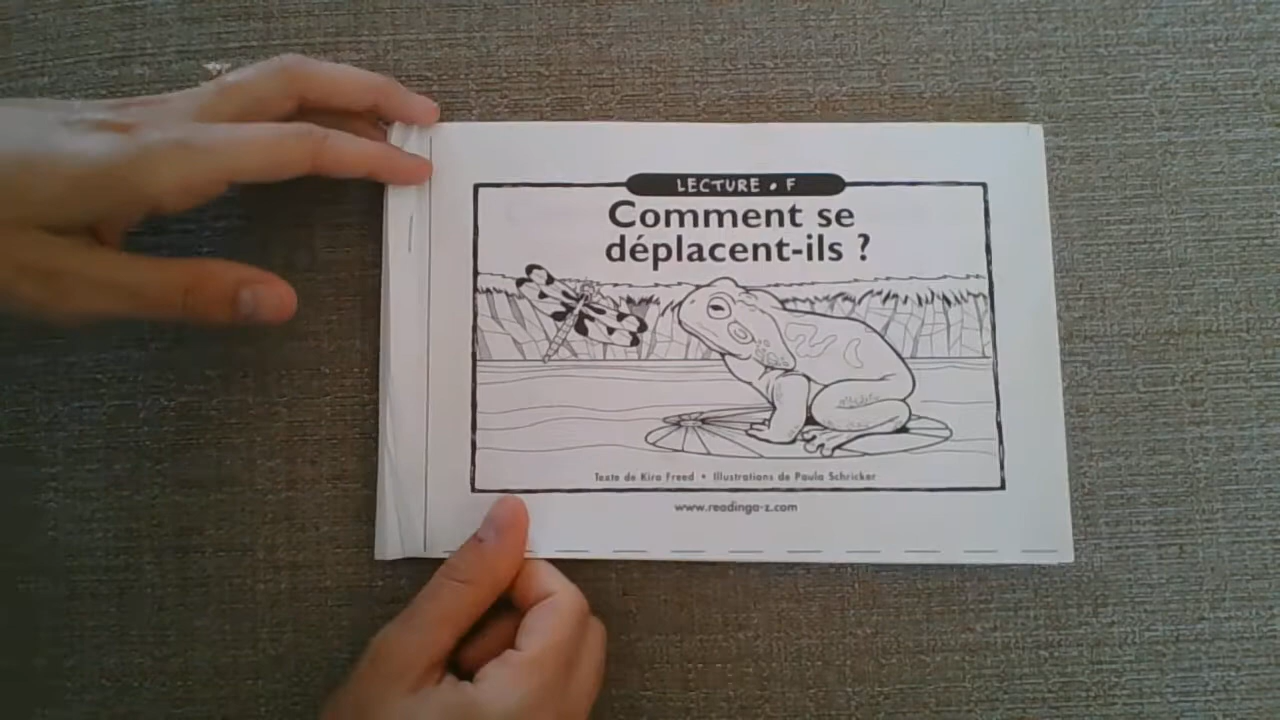 LECTURE • F
Comment se
déplacent-ils ?
Texte de Kira Freed • Illustrations de Paula Schricker
www.readinga-z.com